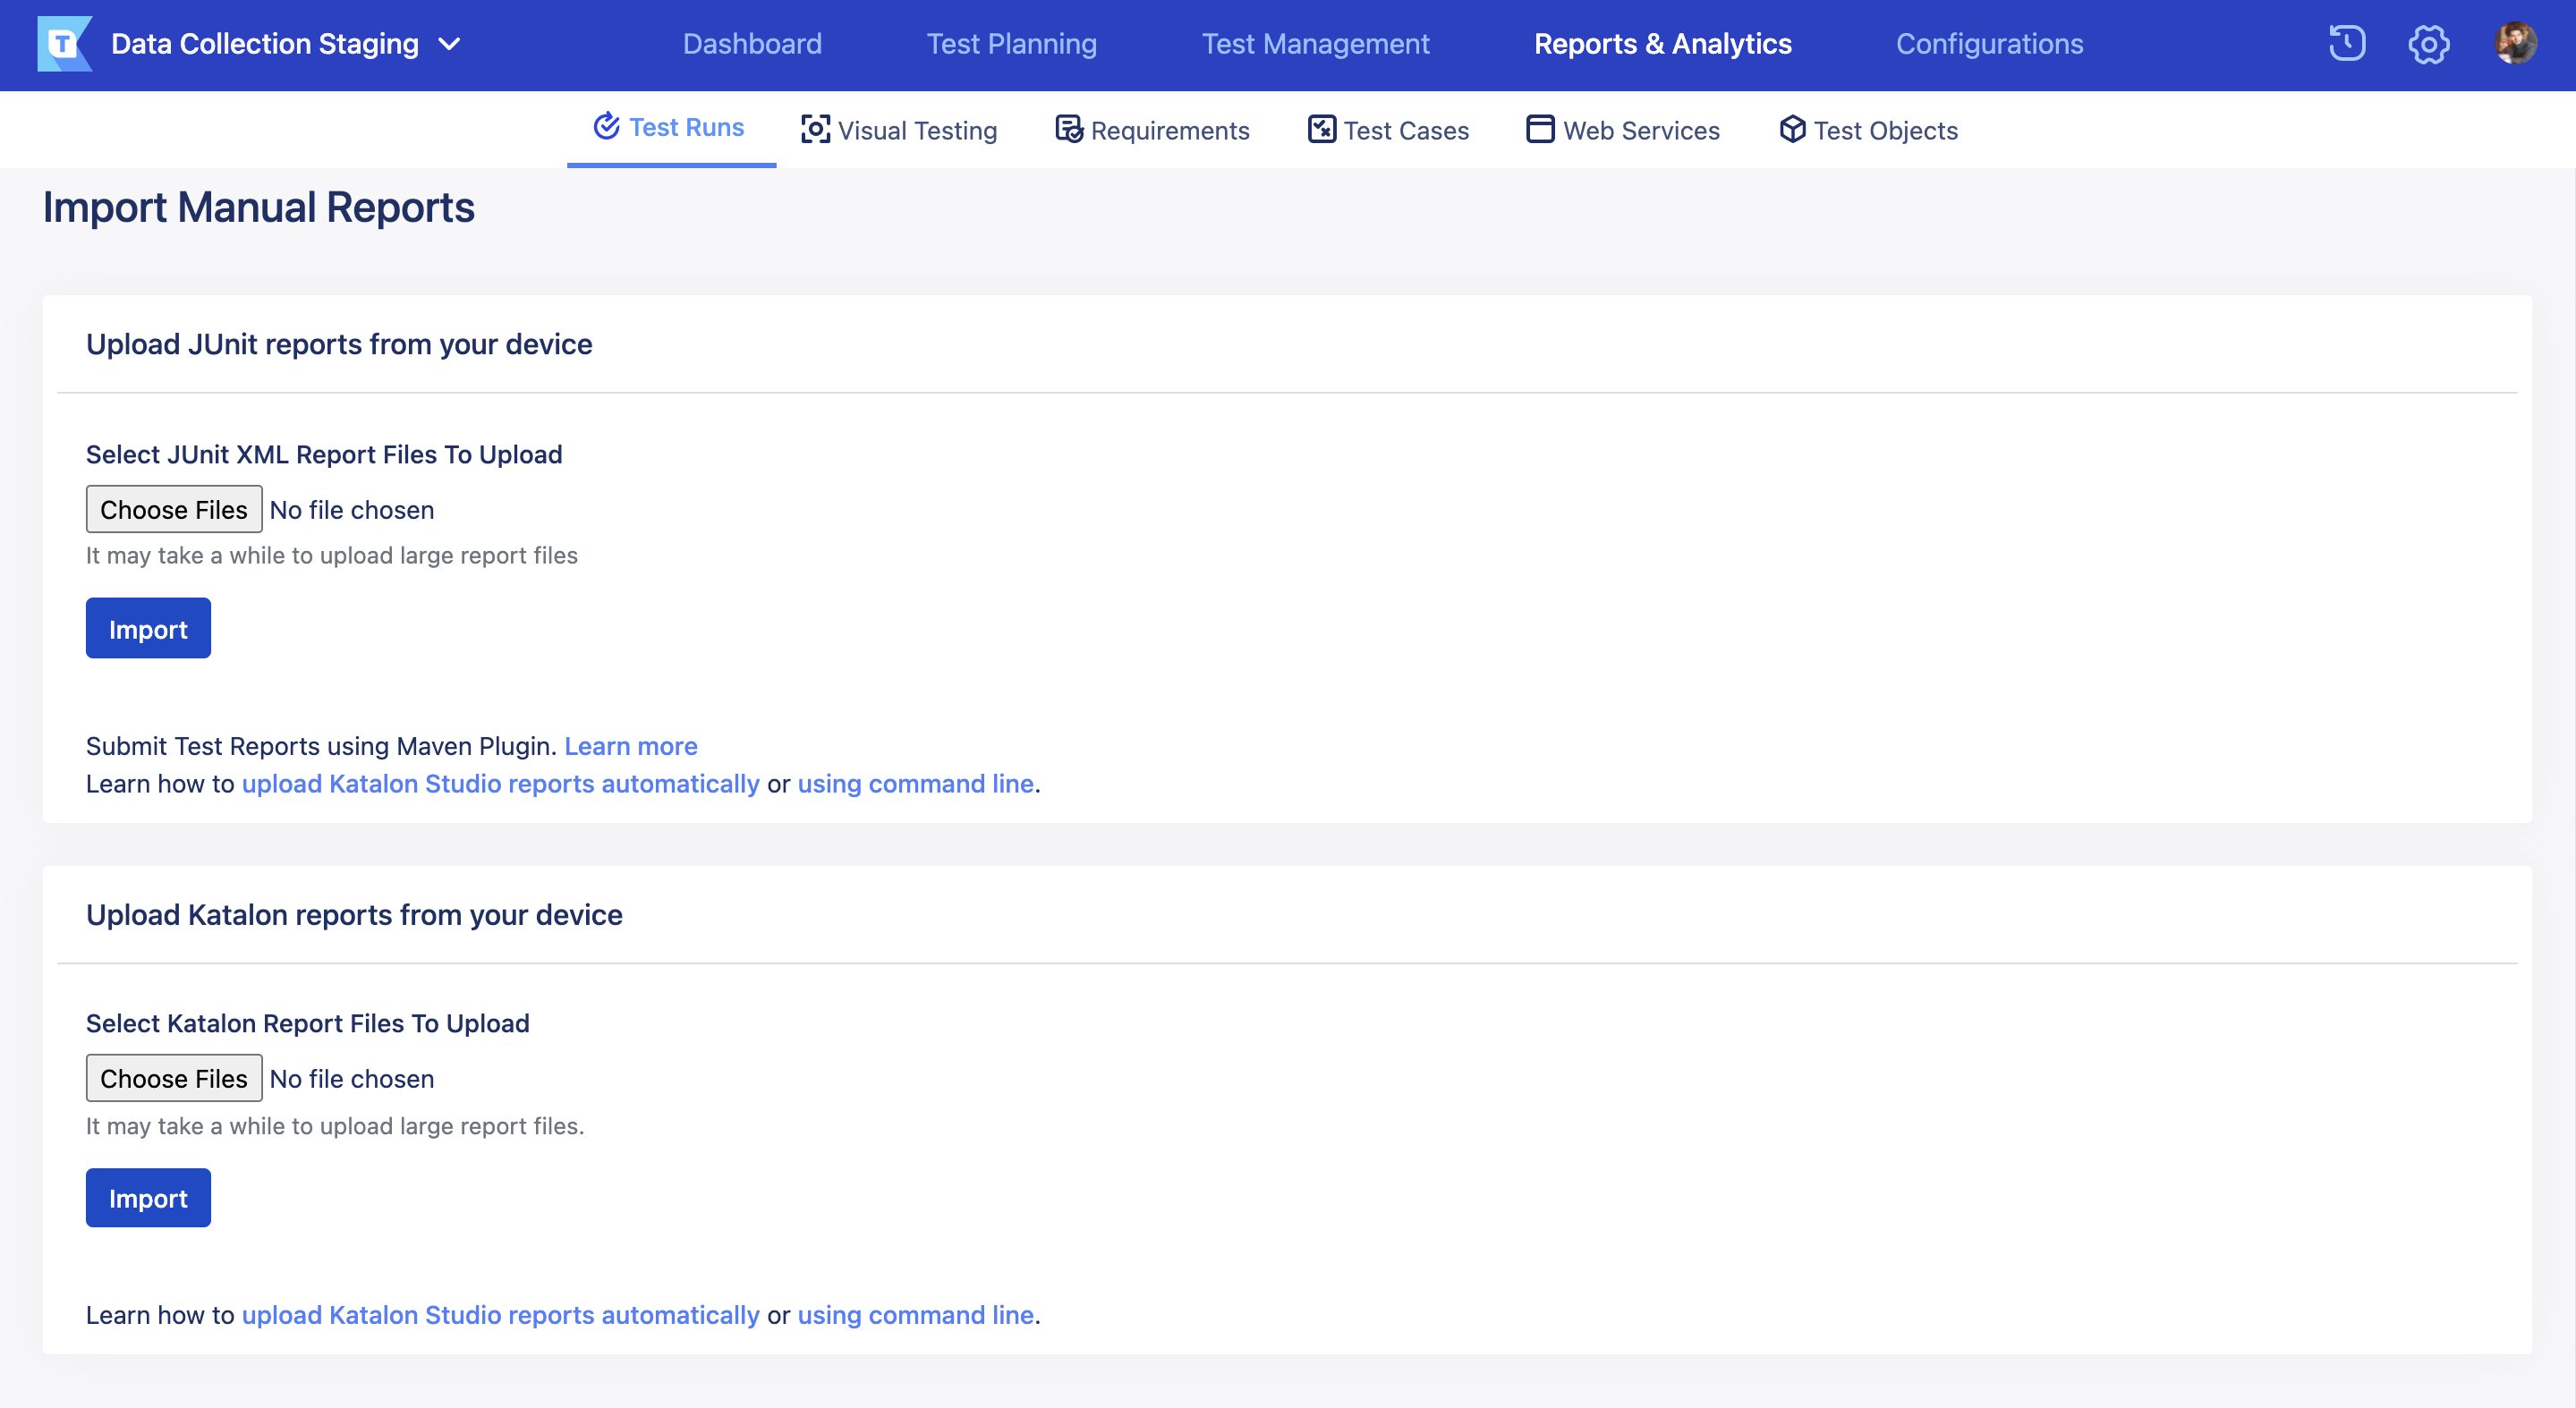 T Data Collection Staging Dashboard Test Planning Test Management Reports & Analytics Configurations
Test Runs Visual Testing Requirements Test Cases Web Services Test Objects
Import Manual Reports
Upload JUnit reports from your device
Select JUnit XML Report Files To Upload
Choose Files No file chosen
It may take a while to upload large report files
Import
Submit Test Reports using Maven Plugin. Learn more
Learn how to upload Katalon Studio reports automatically or using command line.
Upload Katalon reports from your device
Select Katalon Report Files To Upload
Choose Files No file chosen
It may take a while to upload large report files.
Import
Learn how to upload Katalon Studio reports automatically or using command line.